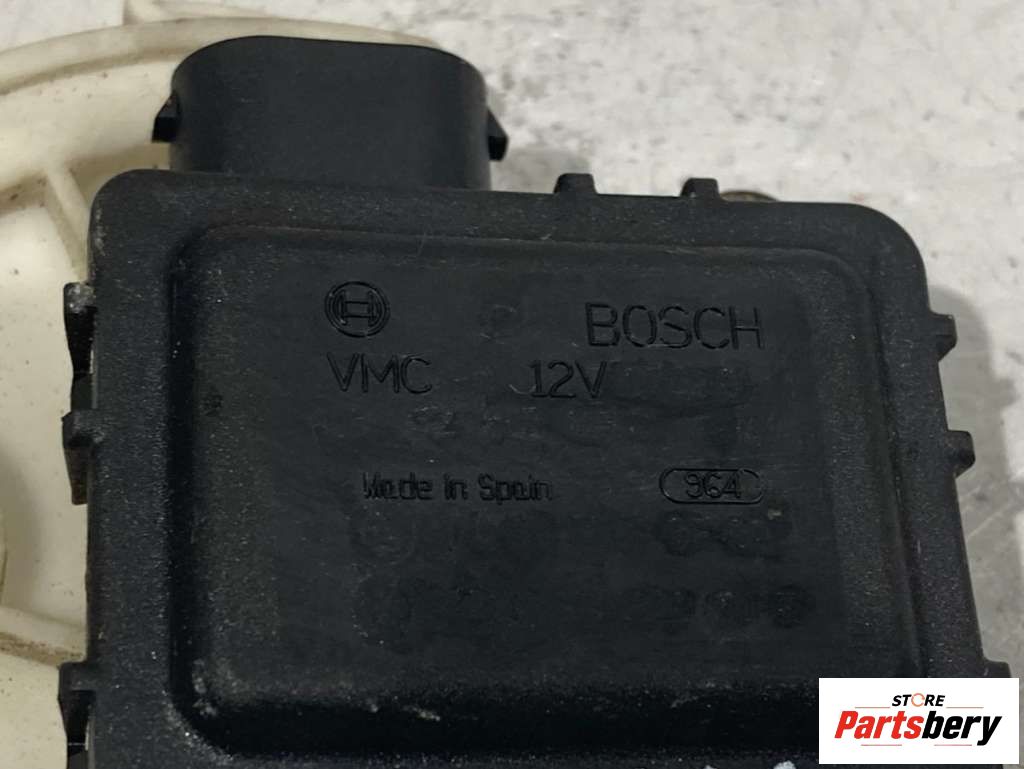 BOSCH
VMC 12V
Made in Spain 964
STORE
Partsbery